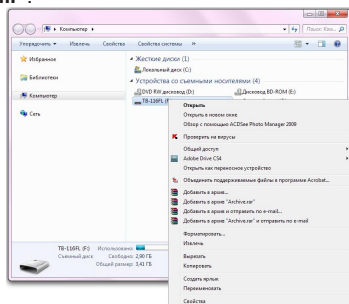 Компьютер
Поиск: Ком...
Упорядочить
Извлечь
Свойства
Свойства системы
»
Избранное
Библиотеки
Компьютер
Сеть
Жесткие диски (1)
Локальный диск (C:)
Устройства со съемными носителями (4)
DVD RW дисковод (D:)
Дисковод BD-ROM (E:)
TB-116FL (F
Открыть
Открыть в новом окне
Обзор с помощью ACDSee Photo Manager 2009
Проверить на вирусы
Общий доступ
Adobe Drive CS4
Открыть как переносное устройство
Объединить поддерживаемые файлы в программе Acrobat...
Добавить в архив...
Добавить в архив "Archive.rar"
Добавить в архив и отправить по e-mail...
Добавить в архив "Archive.rar" и отправить по e-mail
Форматировать...
Извлечь
Вырезать
Копировать
Создать ярлык
Переименовать
Свойства
TB-116FL (F:)
Использовано:
Съемный диск
Свободно: 2,90 ГБ
Общий размер: 3,41 ГБ